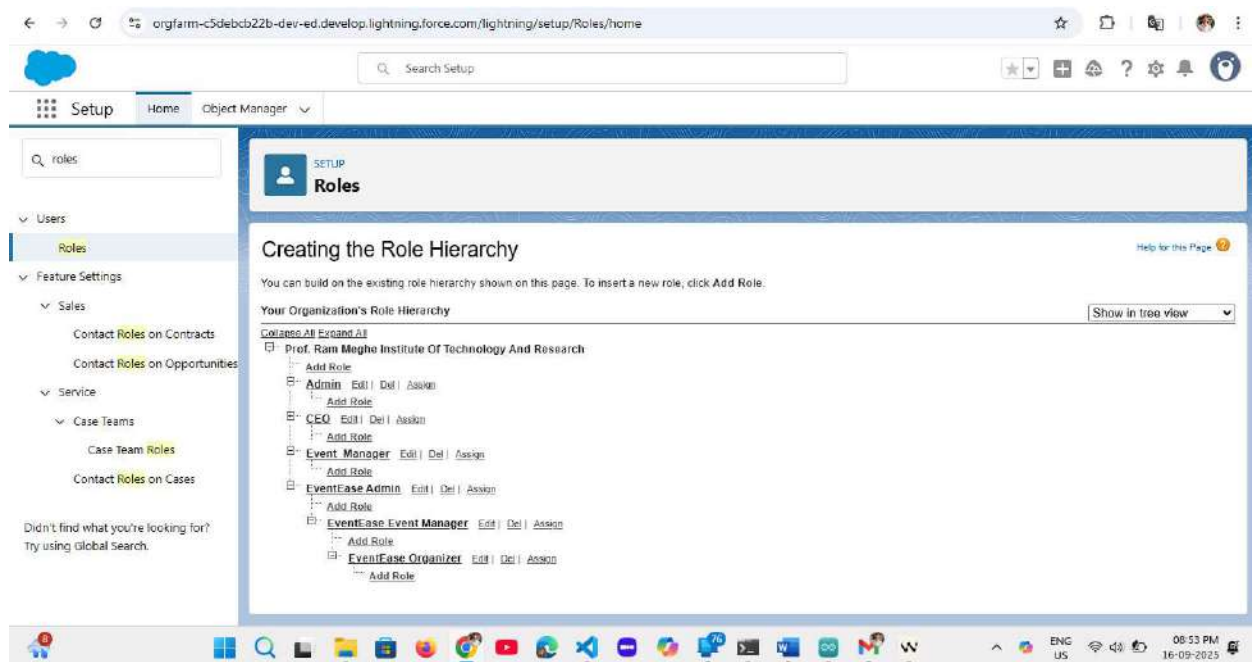 orgfarm-c5debcb22b-dev-ed.develop.lightning.force.com/lightning/setup/Roles/home
Search Setup
Setup Home Object Manager
roles
SETUP
Roles
Users
Roles
Feature Settings
Sales
Contact Roles on Contracts
Contact Roles on Opportunities
Service
Case Teams
Case Team Roles
Contact Roles on Cases
Didn't find what you're looking for?
Try using Global Search.
Creating the Role Hierarchy
Help for this Page
You can build on the existing role hierarchy shown on this page. To insert a new role, click Add Role.
Your Organization's Role Hierarchy
Show in tree view
Collapse All Expand All
Prof. Ram Meghe Institute Of Technology And Research
Add Role
Admin Edit | Del | Assign
Add Role
CEO Edit | Del | Assign
Add Role
Event Manager Edit | Del | Assign
Add Role
EventEase Admin Edit | Del | Assign
Add Role
EventEase Event Manager Edit | Del | Assign
Add Role
EventEase Organizer Edit | Del | Assign
Add Role
8
76
ENG
US
08:53 PM
16-09-2025